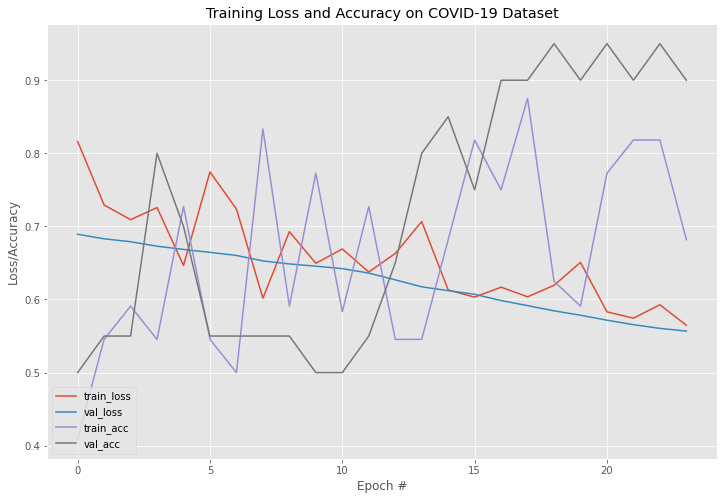 Training Loss and Accuracy on COVID-19 Dataset
Loss/Accuracy
0.9
0.8
0.7
0.6
0.5
0.4
train_loss
val_loss
train_acc
val_acc
0 5 10 15 20
Epoch #